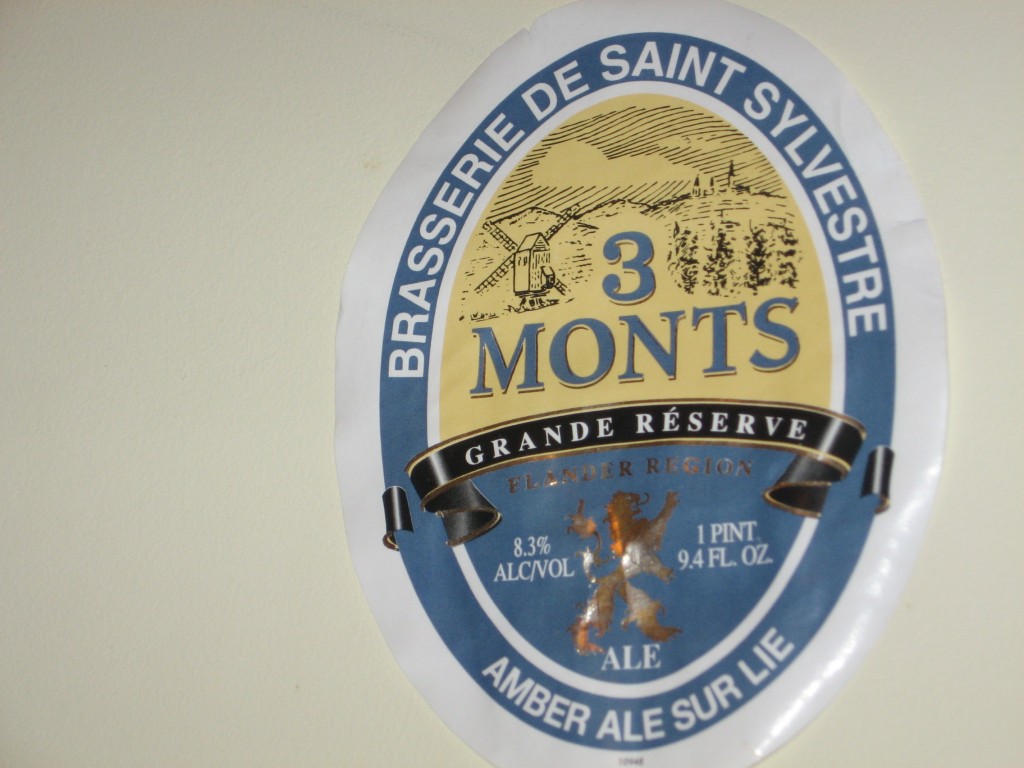 BRASSERIE DE SAINT SYLVESTRE
3
MONTS
GRANDE RÉSERVE
FLANDER REGION
8.3%
ALC/VOL
1 PINT
9.4 FL. OZ.
ALE
AMBER ALE SUR LIE